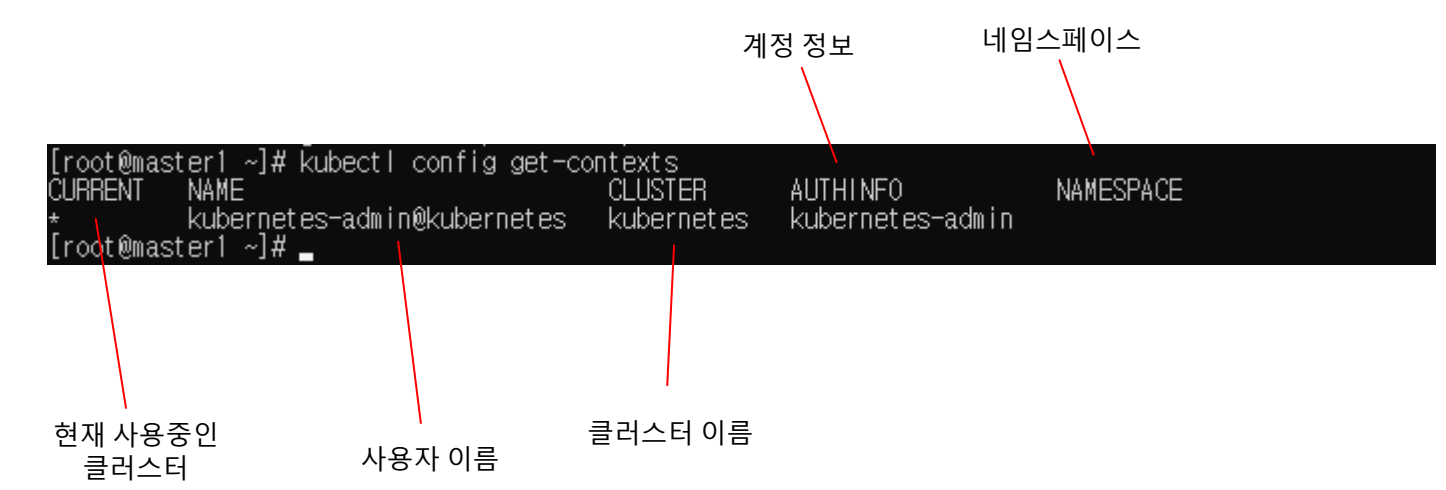 계정 정보
네임스페이스
[root@master1 ~]# kubectl config get-contexts
CURRENT NAME CLUSTER AUTHINFO NAMESPACE
* kubernetes-admin@kubernetes kubernetes kubernetes-admin
[root@master1 ~]#
현재 사용중인
클러스터
사용자 이름
클러스터 이름